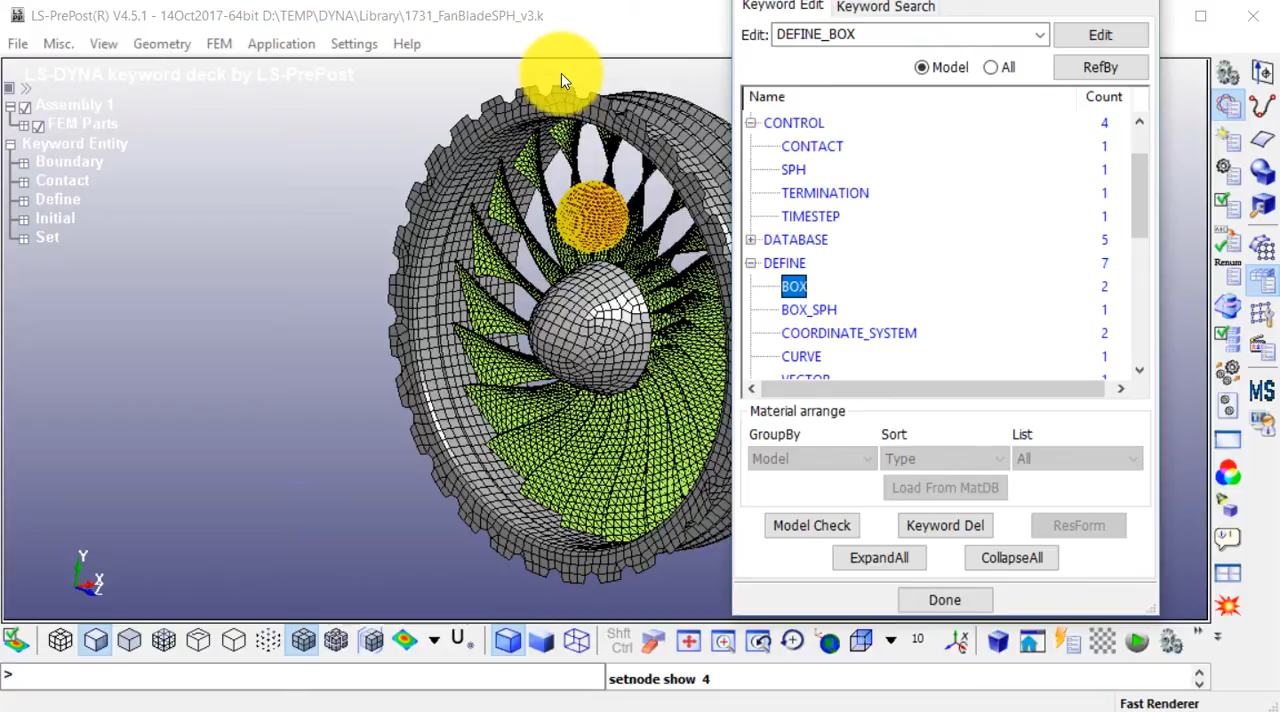 LS-PrePost(R) V4.5.1 - 14Oct2017-64bit D:\TEMP\DYNA\Library\1731_FanBladeSPH_v3.k
File Misc. View Geometry FEM Application Settings Help
LS-DYNA keyword deck by LS-PrePost
Assembly 1
FEM Parts
Keyword Entity
Boundary
Contact
Define
Initial
Set
Keyword Edit Keyword Search
Edit: DEFINE_BOX Edit
Model All RefBy
Name Count
CONTROL 4
CONTACT 1
SPH 1
TERMINATION 1
TIMESTEP 1
DATABASE 5
DEFINE 7
BOX 2
BOX_SPH 1
COORDINATE_SYSTEM 2
CURVE 1
VECTOR 1
Material arrange
GroupBy Sort List
Model Type All
Load From MatDB
Model Check Keyword Del ResForm
ExpandAll CollapseAll
Done
Renum
MS
Y
X
Z
U
Shft
Ctrl
10
>
setnode show 4
Fast Renderer